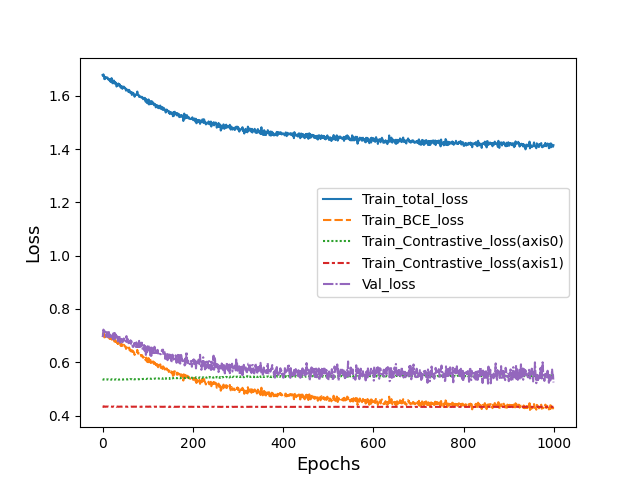 1.6
1.4
1.2
1.0
0.8
0.6
0.4
Loss
Train_total_loss
Train_BCE_loss
Train_Contrastive_loss(axis0)
Train_Contrastive_loss(axis1)
Val_loss
0 200 400 600 800 1000
Epochs